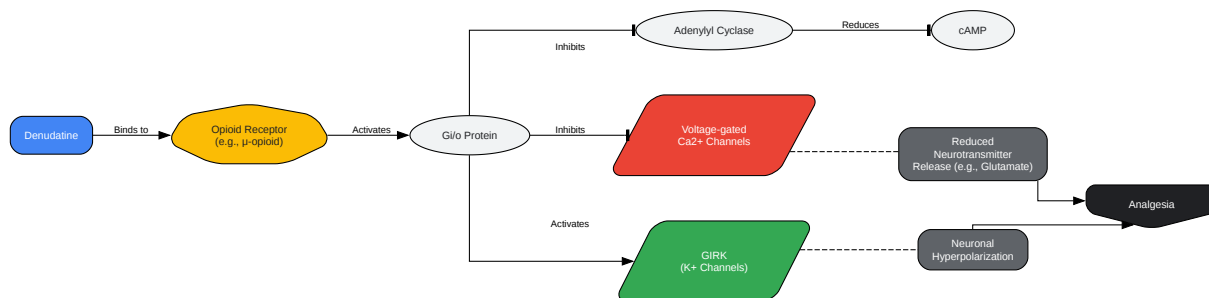 Adenylyl Cyclase
Reduces
cAMP
Inhibits
Denudatine
Binds to
Opioid Receptor
(e.g., μ-opioid)
Activates
Gi/o Protein
Inhibits
Voltage-gated
Ca2+ Channels
Reduced
Neurotransmitter
Release (e.g., Glutamate)
Analgesia
Activates
GIRK
(K+ Channels)
Neuronal
Hyperpolarization